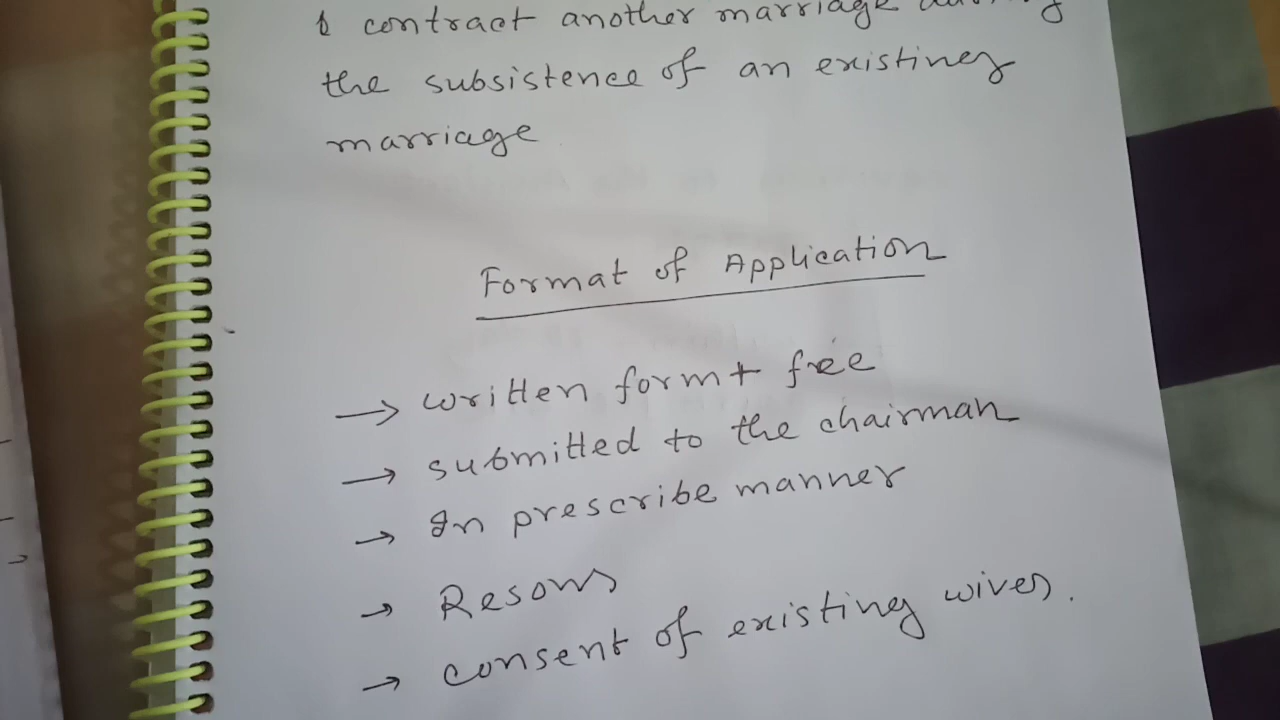 contract another marriage
the subsistence of an existing
marriage
Format of Application
→ written form + free
→ submitted to the chairman
→ In prescribe manner
→ Resons
→ consent of existing wives.